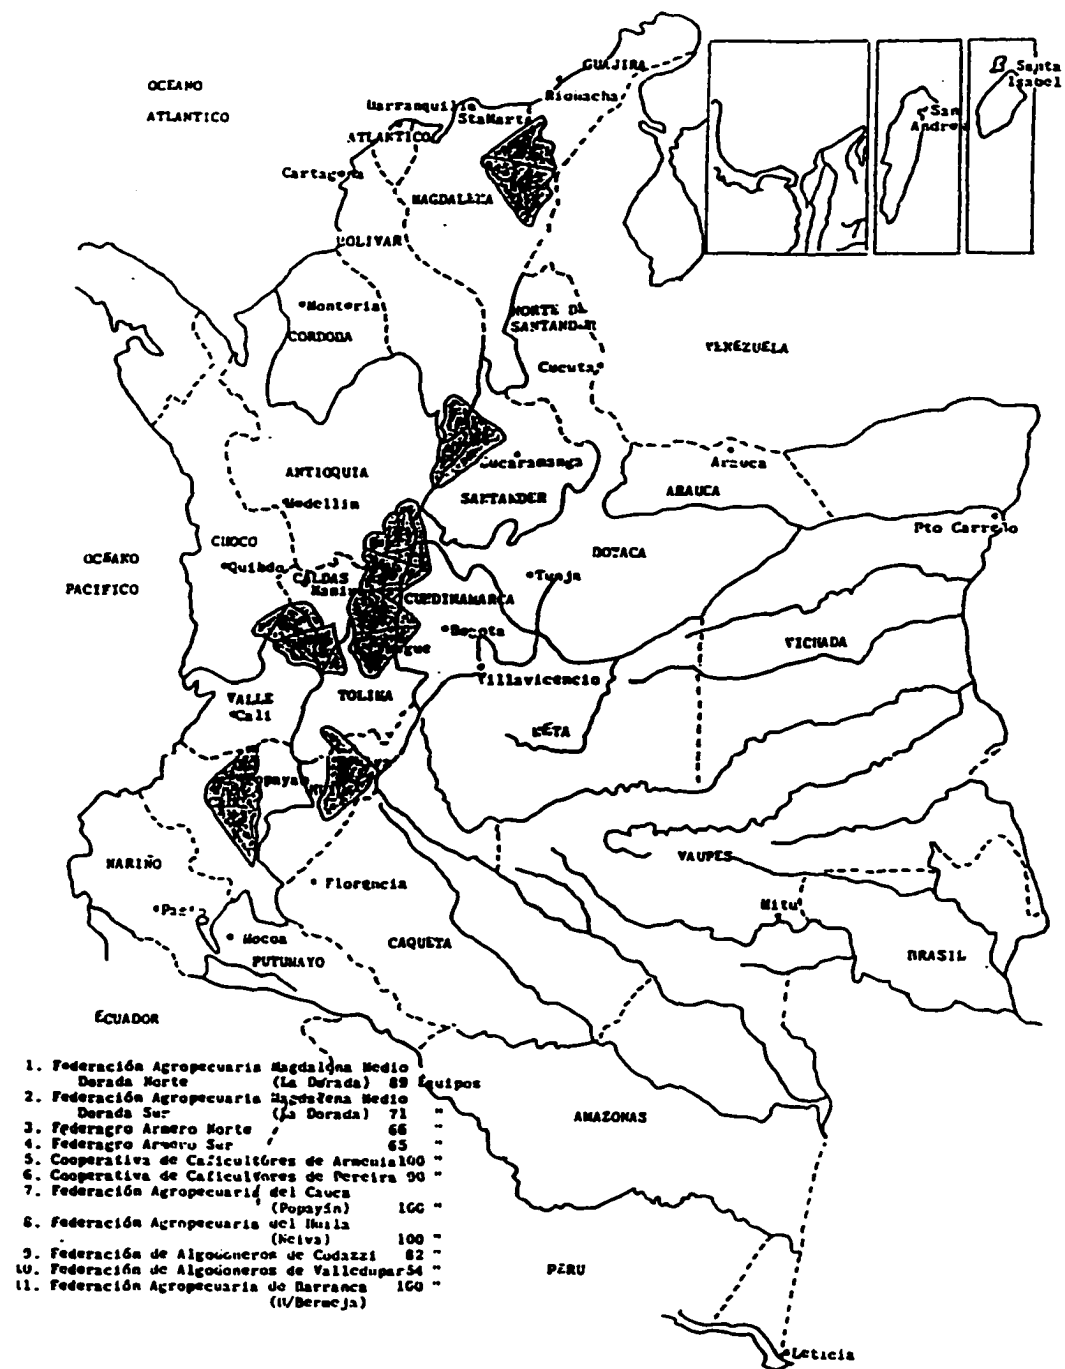 GUAJIRA
OCEANO
ATLANTICO
Riohacha
Barranquilla
StaMarta
ATLANTICO
Cartagena
MAGDALENA
BOLIVAR
Santa
Isabel
San
Andres
Monteria
CORDODA
NORTE DE
SANTANDER
VENEZUELA
Cucuta
ANTIOQUIA
Bucaramanga
Arauca
ARAUCA
SANTANDER
Medellin
Pto Carreño
CHOCO
OCEANO
PACIFICO
Quibdo
CALDAS
BOYACA
Tunja
CUNDINAMARCA
Bogota
VICHADA
Villavicencio
VALLE
Cali
TOLIMA
META
Popayan
NARIÑO
VAUPES
Florencia
Pasto
Mitu
Mocoa
PUTUMAYO
CAQUETA
BRASIL
ECUADOR
1. Federación Agropecuaria Magdalena Medio
Dorada Norte (La Dorada) 89 Equipos
2. Federación Agropecuaria Magdalena Medio
Dorada Sur (La Dorada) 71 "
3. Federagro Armero Norte 66 "
4. Federagro Armero Sur 65 "
5. Cooperativa de Caficultores de Armenia 100 "
6. Cooperativa de Caficultores de Pereira 90 "
7. Federación Agropecuaria del Cauca
(Popayán) 100 "
8. Federación Agropecuaria del Huila
(Neiva) 100 "
9. Federación de Algodoneros de Codazzi 82 "
10. Federación de Algodoneros de Valledupar 54 "
11. Federación Agropecuaria de Barranca 100 "
(B/Bermeja)
AMAZONAS
PERU
Leticia